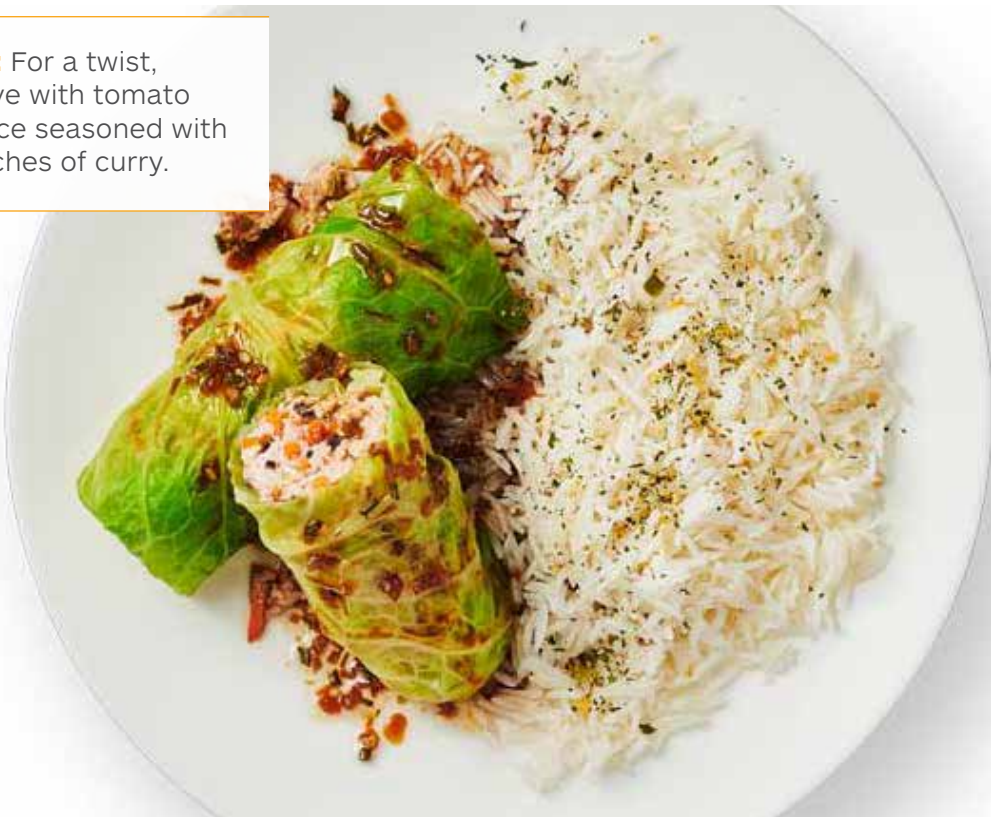 : For a twist,
ve with tomato
ce seasoned with
ches of curry.